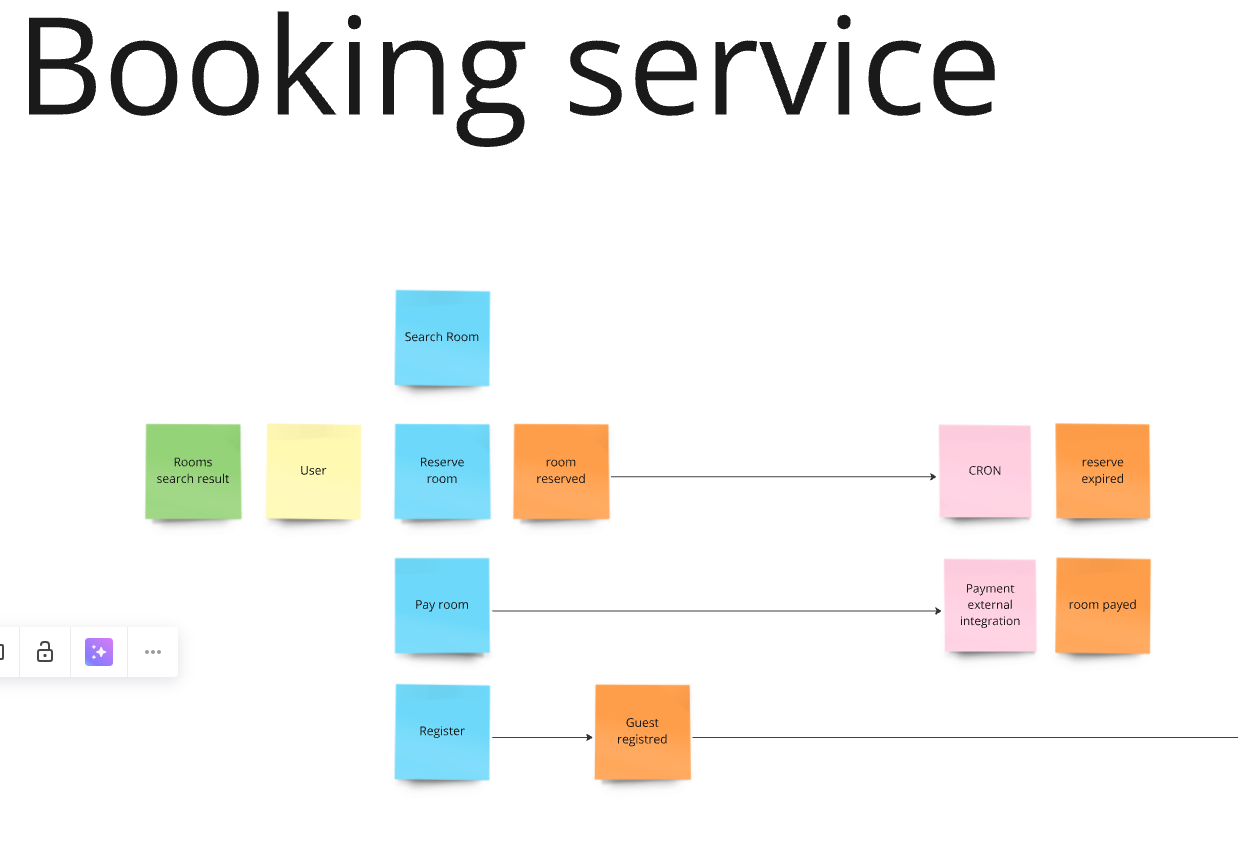 Booking service
Search Room
Rooms
search result
User
Reserve
room
room
reserved
CRON
reserve
expired
Pay room
Payment
external
integration
room payed
Register
Guest
registred